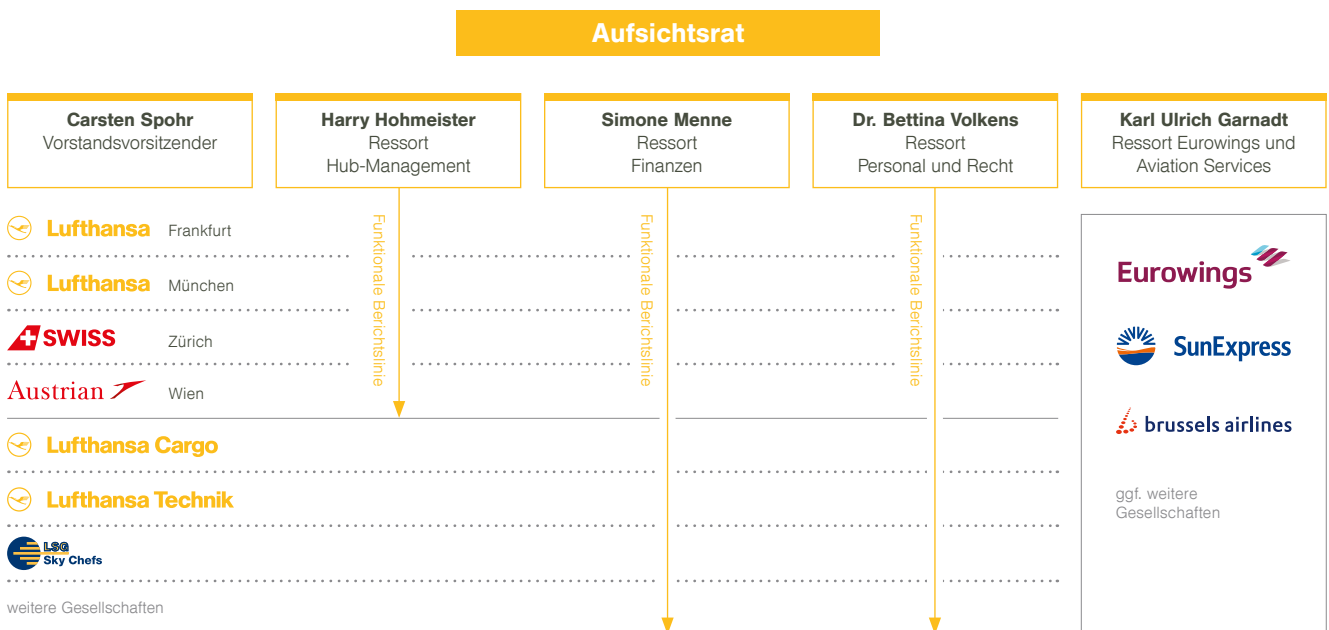 Aufsichtsrat
Carsten Spohr
Vorstandsvorsitzender
Harry Hohmeister
Ressort
Hub-Management
Simone Menne
Ressort
Finanzen
Dr. Bettina Volkens
Ressort
Personal und Recht
Karl Ulrich Garnadt
Ressort Eurowings und
Aviation Services
Funktionale Berichtslinie
Funktionale Berichtslinie
Funktionale Berichtslinie
Lufthansa Frankfurt
Lufthansa München
SWISS Zürich
Austrian Wien
Lufthansa Cargo
Lufthansa Technik
LSG
Sky Chefs
weitere Gesellschaften
Eurowings
SunExpress
brussels airlines
ggf. weitere
Gesellschaften